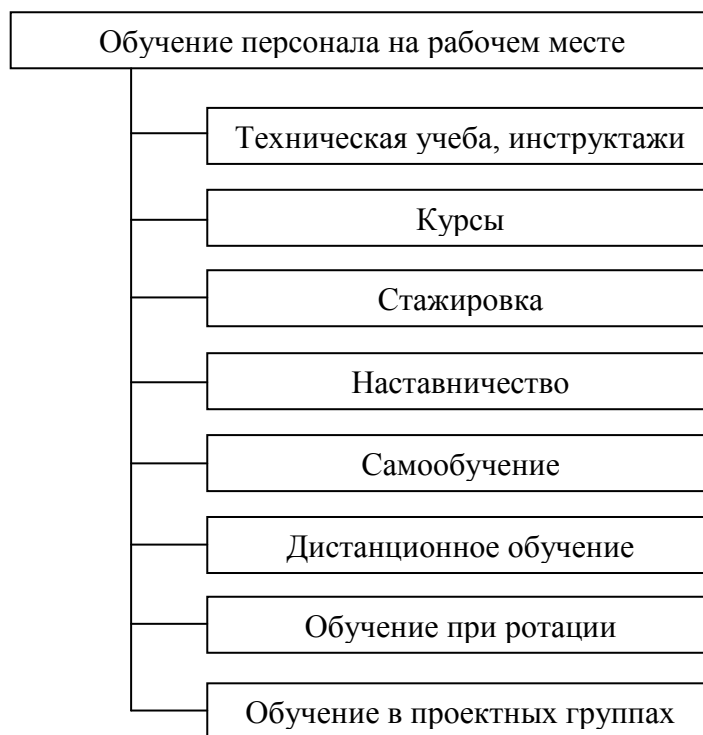 Обучение персонала на рабочем месте
Техническая учеба, инструктажи
Курсы
Стажировка
Наставничество
Самообучение
Дистанционное обучение
Обучение при ротации
Обучение в проектных группах